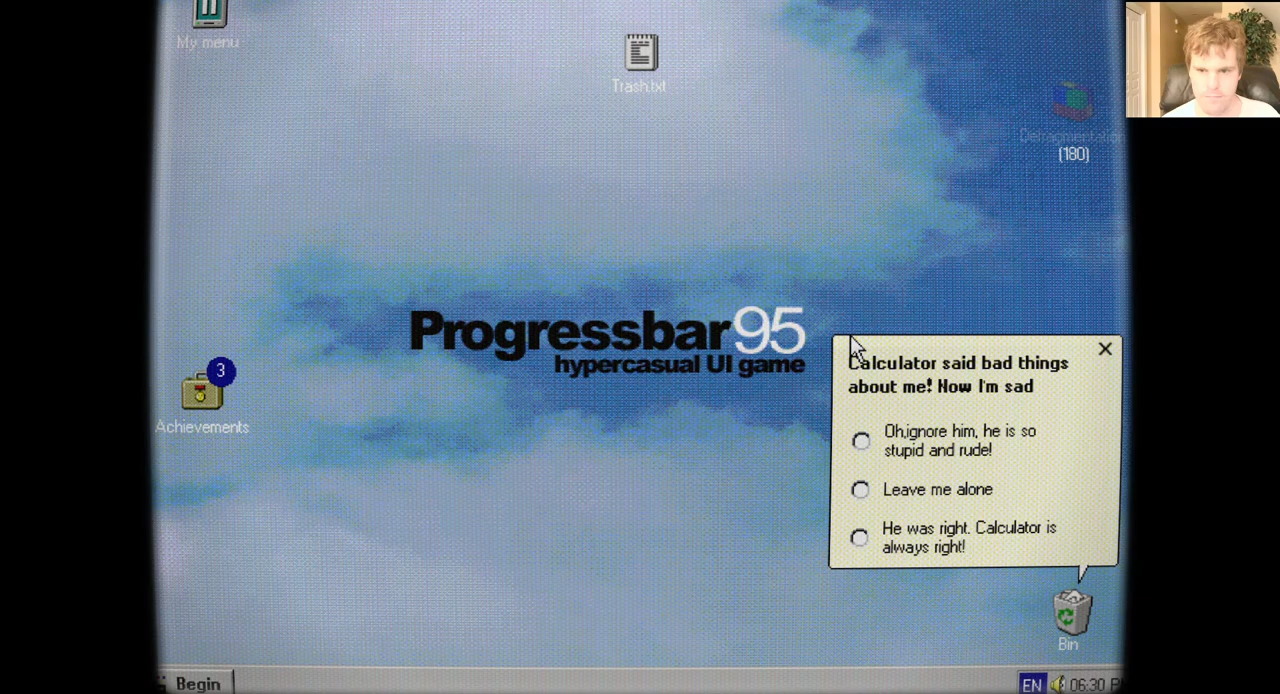 My menu
Trash.txt
Defragmentation
(180)
Progressbar95
hypercasual UI game
3
Achievements
Calculator said bad things
about me! Now I'm sad
Oh,ignore him, he is so
stupid and rude!
Leave me alone
He was right. Calculator is
always right!
Bin
Begin
EN
06:30 P